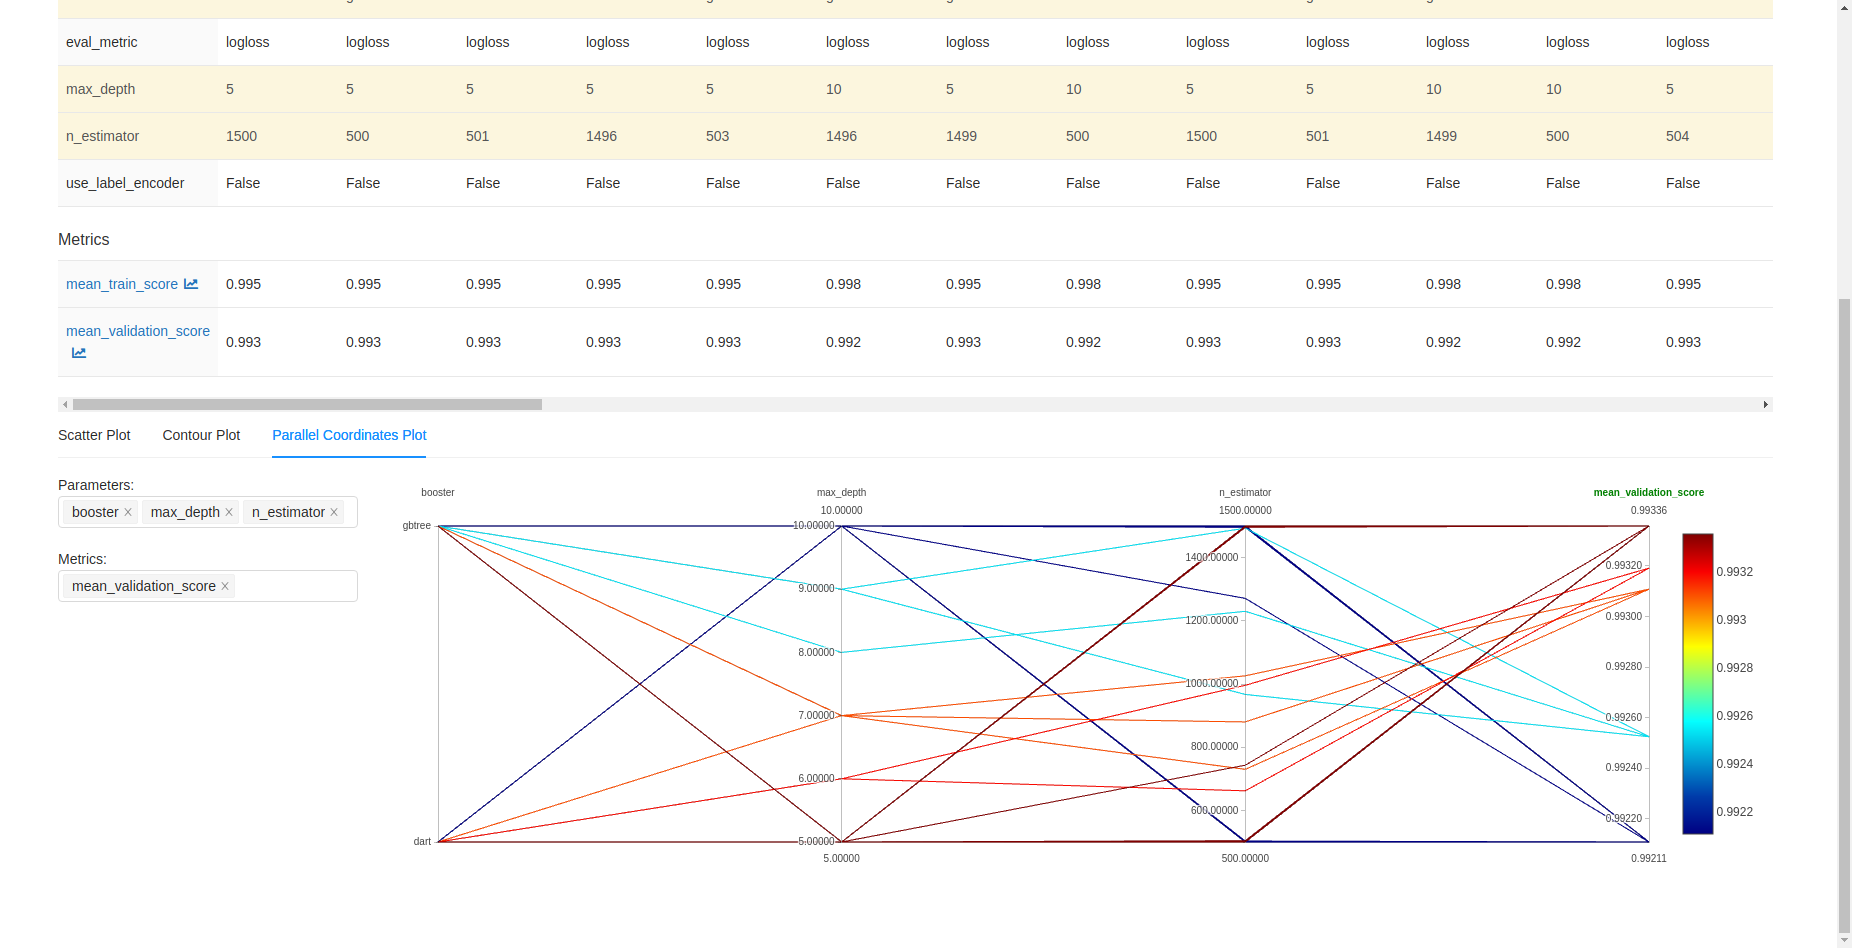 eval_metric logloss logloss logloss logloss logloss logloss logloss logloss logloss logloss logloss logloss logloss
max_depth 5 5 5 5 5 10 5 10 5 5 10 10 5
n_estimator 1500 500 501 1496 503 1496 1499 500 1500 501 1499 500 504
use_label_encoder False False False False False False False False False False False False False
Metrics
mean_train_score 0.995 0.995 0.995 0.995 0.995 0.998 0.995 0.998 0.995 0.995 0.998 0.998 0.995
mean_validation_score 0.993 0.993 0.993 0.993 0.993 0.992 0.993 0.992 0.993 0.993 0.992 0.992 0.993
Scatter Plot Contour Plot Parallel Coordinates Plot
Parameters:
booster × max_depth × n_estimator ×
Metrics:
mean_validation_score ×
booster
gbtree
dart
max_depth
10.00000
10.00000
9.00000
8.00000
7.00000
6.00000
5.00000
5.00000
n_estimator
1500.00000
1400.00000
1200.00000
1000.00000
800.00000
600.00000
500.00000
mean_validation_score
0.99336
0.99320
0.99300
0.99280
0.99260
0.99240
0.99220
0.99211
0.9932
0.993
0.9928
0.9926
0.9924
0.9922